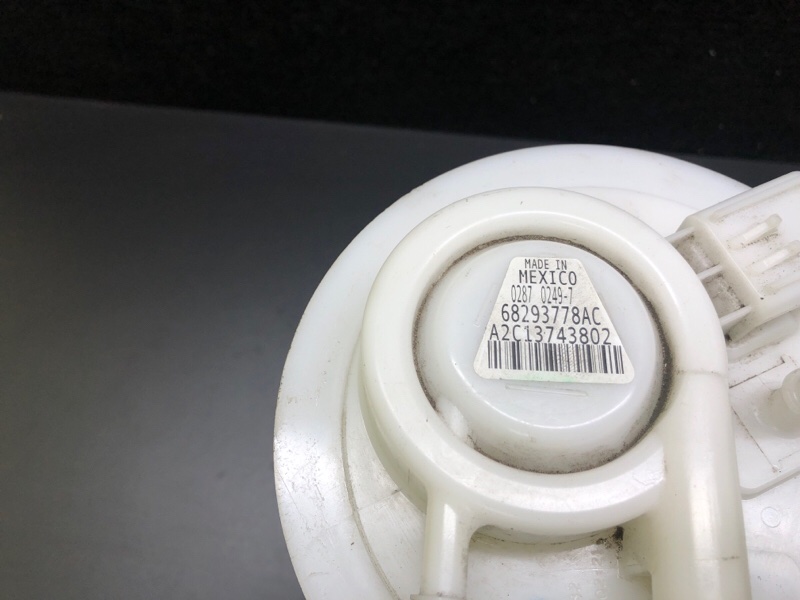 MADE IN
MEXICO
0287 0249-7
68293778AC
A2C13743802